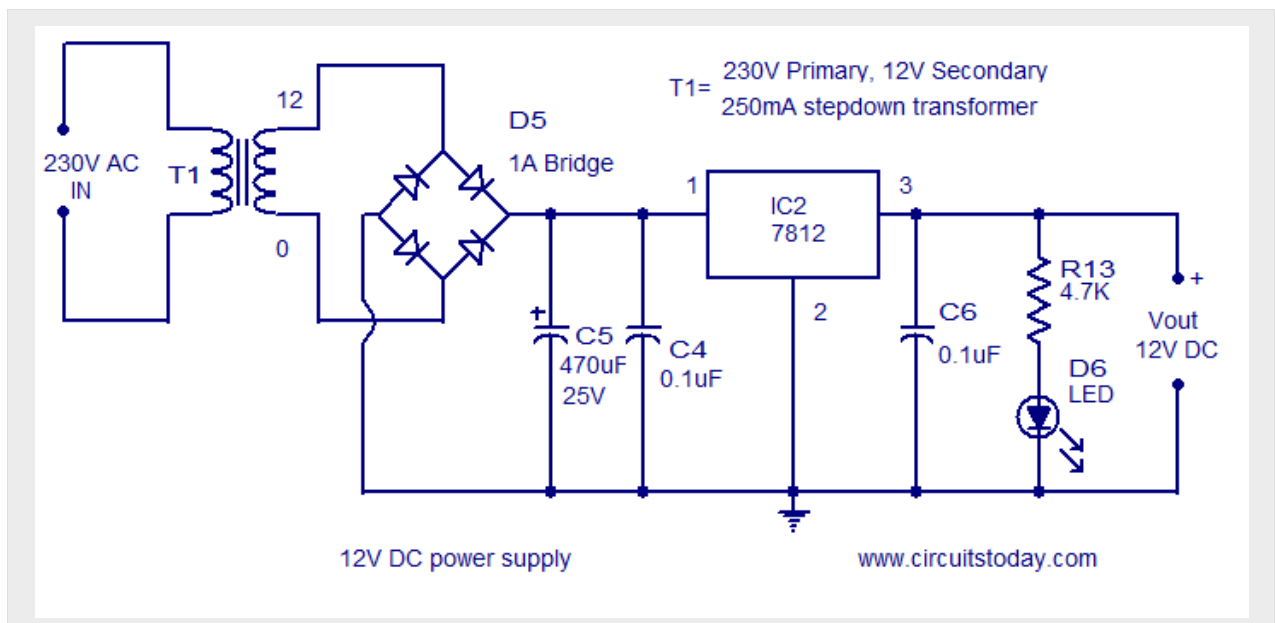 230V Primary, 12V Secondary
T1=
250mA stepdown transformer
12
D5
1A Bridge
230V AC
IN
T1
0
1
IC2
7812
3
2
+
C5
470uF
25V
C4
0.1uF
C6
0.1uF
R13
4.7K
D6
LED
+
Vout
12V DC
12V DC power supply
www.circuitstoday.com